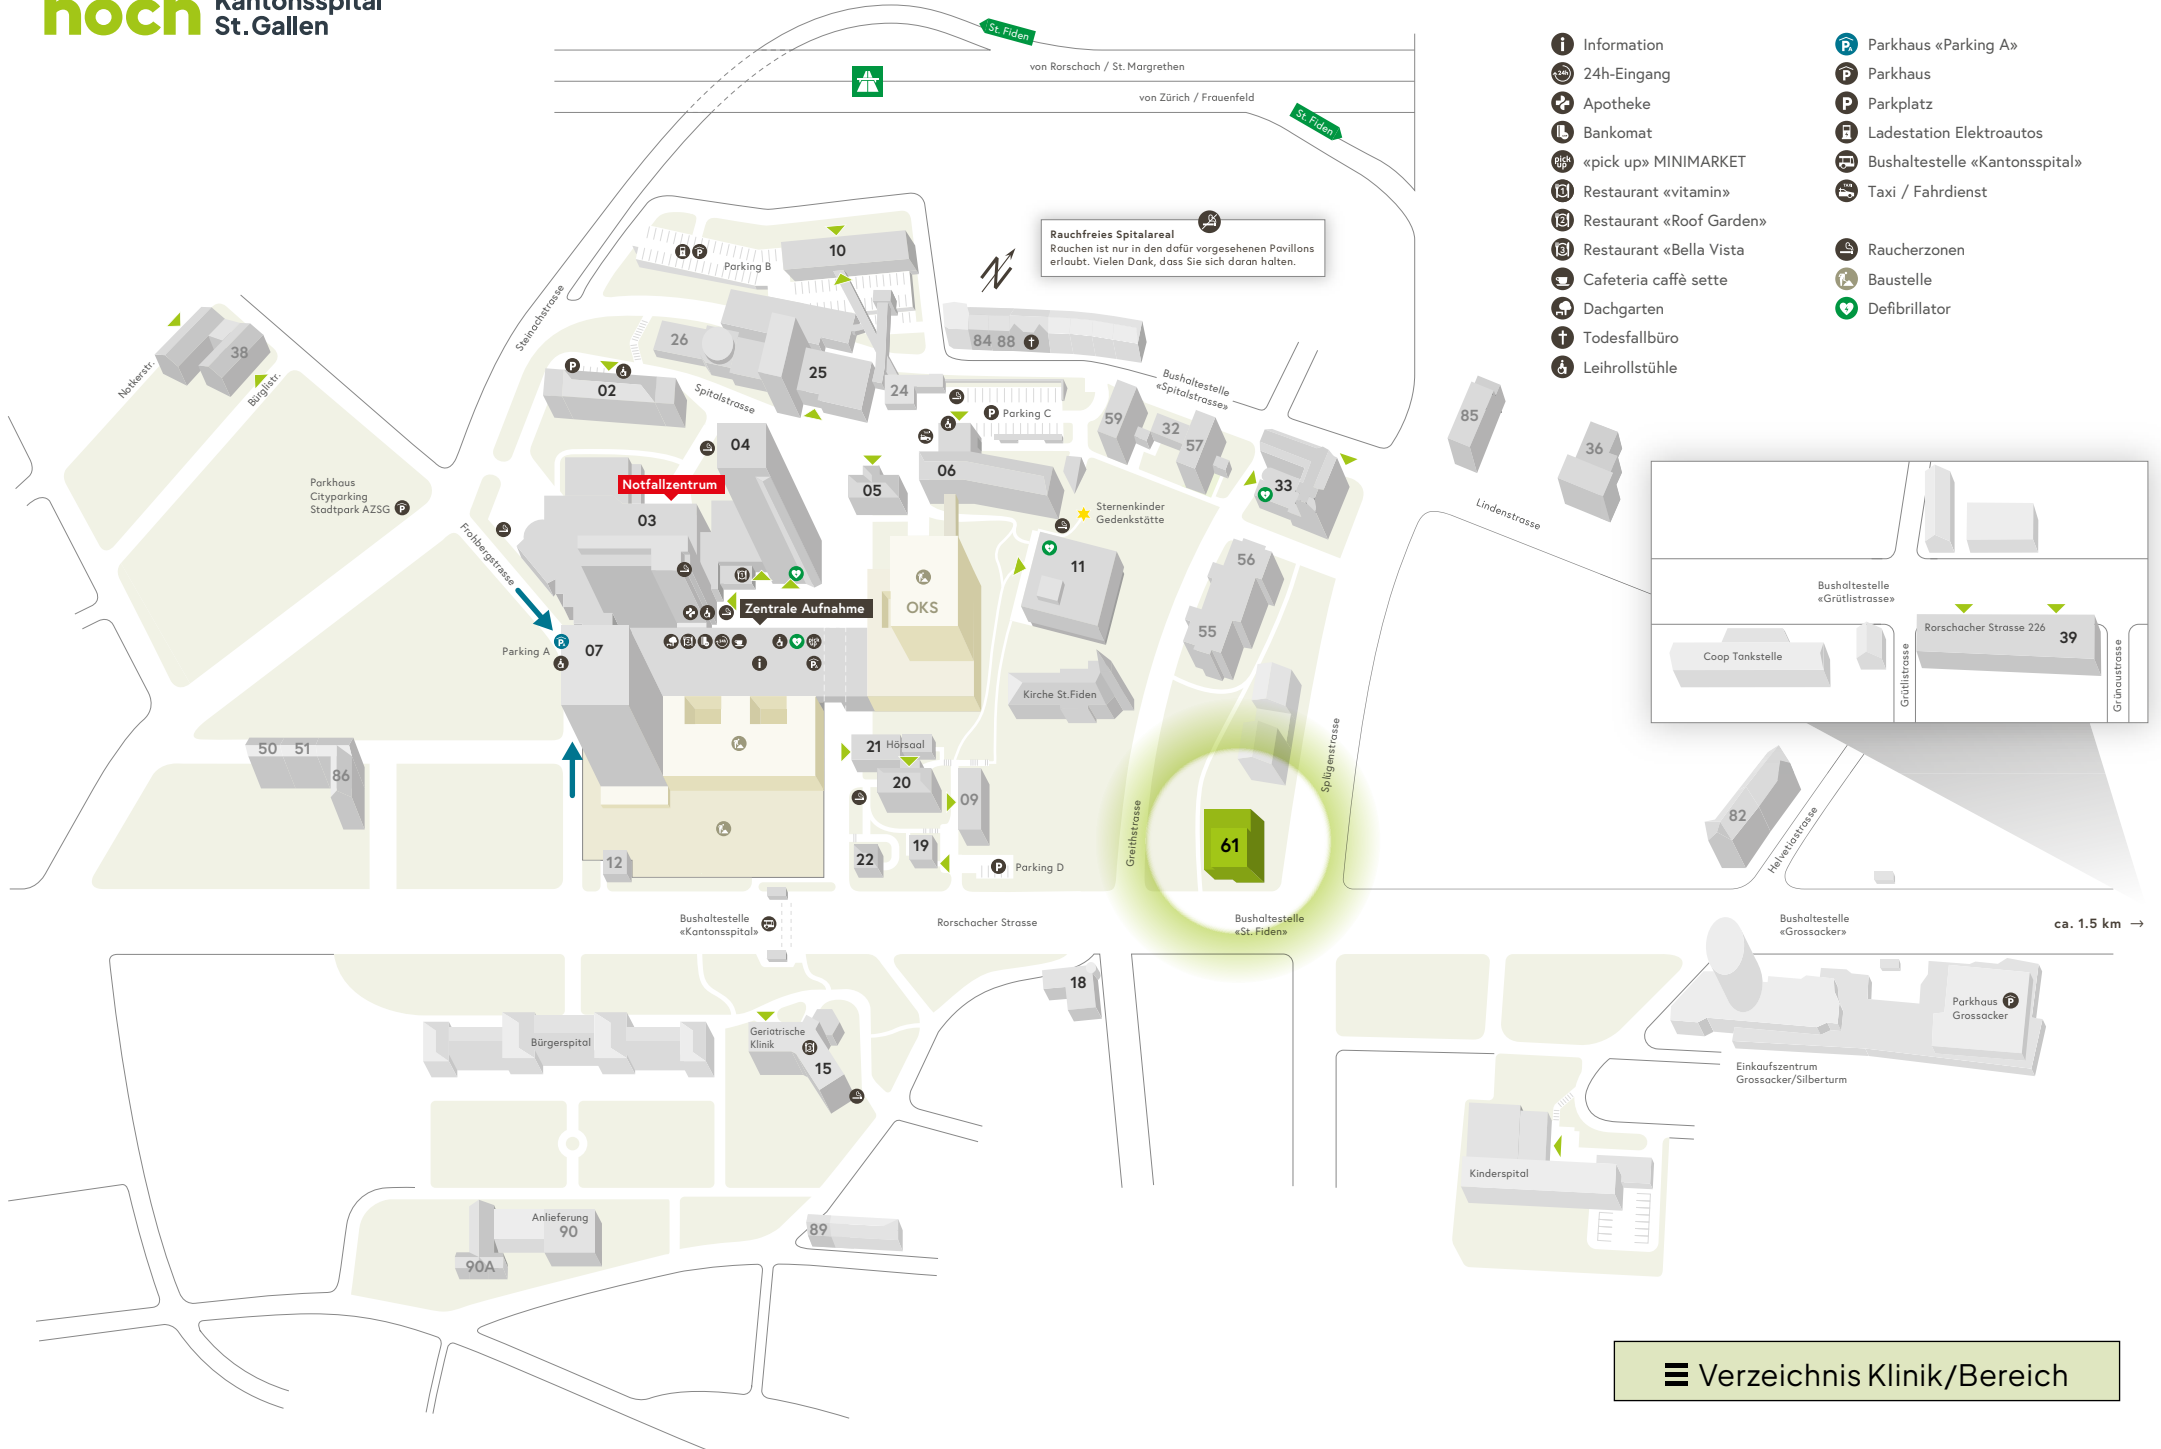 noch Kantonsspital
St.Gallen
St. Fiden
von Rorschach / St. Margrethen
von Zürich / Frauenfeld
St. Fiden
Information
24h-Eingang
Apotheke
Bankomat
«pick up» MINIMARKET
Restaurant «vitamin»
Restaurant «Roof Garden»
Restaurant «Bella Vista
Cafeteria caffè sette
Dachgarten
Todesfallbüro
Leihrollstühle
Parkhaus «Parking A»
Parkhaus
Parkplatz
Ladestation Elektroautos
Bushaltestelle «Kantonsspital»
Taxi / Fahrdienst
Raucherzonen
Baustelle
Defibrillator
Rauchfreies Spitalareal
Rauchen ist nur in den dafür vorgesehenen Pavillons
erlaubt. Vielen Dank, dass Sie sich daran halten.
N
10
Parking B
Steinachstrasse
26
25
24
84 88
38
Notkerstr.
Bürglistr.
02
Spitalstrasse
Bushaltestelle
«Spitalstrasse»
Parking C
59
32
57
85
36
04
Notfallzentrum
03
05
06
33
Parkhaus
Cityparking
Stadtpark AZSG
Frohbergstrasse
Sternenkinder
Gedenkstätte
Lindenstrasse
11
56
55
OKS
Zentrale Aufnahme
Parking A
07
Kirche St.Fiden
Bushaltestelle
«Grütlistrasse»
Rorschacher Strasse 226
39
Coop Tankstelle
Grütlistrasse
Grünaustrasse
50 51
86
21 Hörsaal
20
09
19
22
12
Parking D
Greithstrasse
Splügenstrasse
61
82
Helvetiastrasse
Bushaltestelle
«Kantonsspital»
Rorschacher Strasse
Bushaltestelle
«St. Fiden»
Bushaltestelle
«Grossacker»
ca. 1.5 km →
18
Bürgerspital
Geriatrische
Klinik
15
Parkhaus
Grossacker
Einkaufszentrum
Grossacker/Silberturm
Kinderspital
Anlieferung
90
90A
89
Verzeichnis Klinik/Bereich